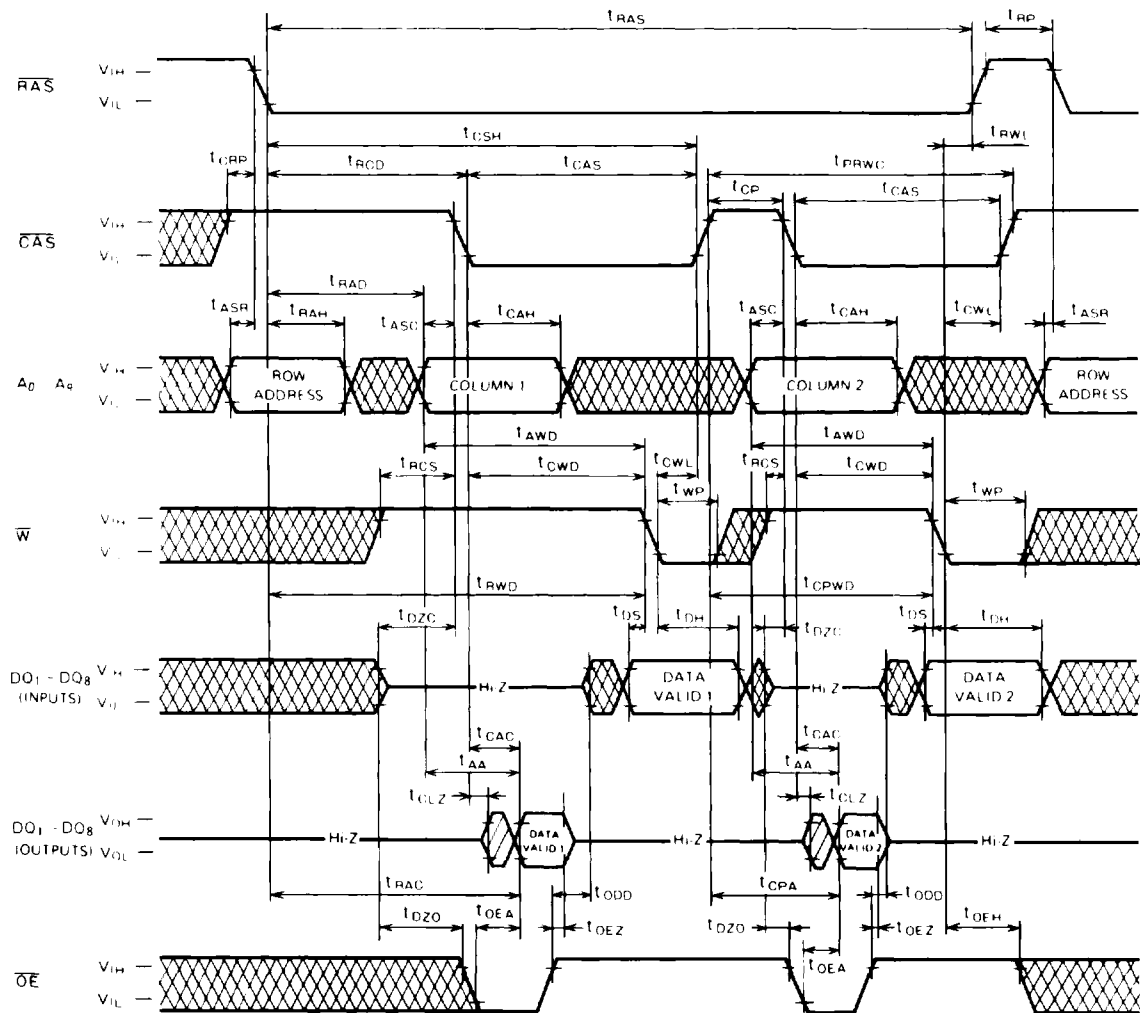 tRAS tRP
VIH
RAS
VIL
tCSH tRWL
tCRP tRCD tCAS tPRWC
tCP tCAS
VIH
CAS
VIL
tRAD
tASR tRAH tASC tCAH tASC tCAH tCWL tASR
VIH
A0 A9 ROW ADDRESS COLUMN 1 COLUMN 2 ROW ADDRESS
VIL
tAWD tAWD
tRCS tCWD tCWL tRCS tCWD
tWP tWP
VIH
W
VIL
tRWD tCPWD
tDZC tDS tDH tDZC tDS tDH
VIH
DQ1 - DQ8 (INPUTS) Hi-Z DATA VALID 1 Hi-Z DATA VALID 2
VIL
tCAC tCAC
tAA tAA
tCLZ tCLZ
VOH
DQ1 - DQ8 (OUTPUTS) Hi-Z DATA VALID 1 Hi-Z DATA VALID 2 Hi-Z
VOL
tRAC tODD tCPA tODD
tDZO tOEA tOEZ tDZO tOEZ tOEH
tOEA
VIH
OE
VIL